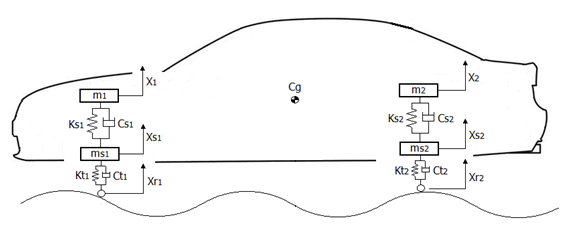 X1
m1
Ks1
Cs1
Xs1
ms1
Kt1
Ct1
Xr1
Cg
X2
m2
Ks2
Cs2
Xs2
ms2
Kt2
Ct2
Xr2